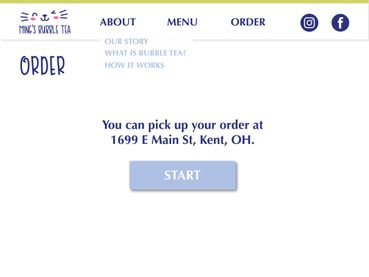 MING'S BUBBLE TEA
ABOUT
MENU
ORDER
OUR STORY
WHAT IS BUBBLE TEA?
HOW IT WORKS
ORDER
You can pick up your order at
1699 E Main St, Kent, OH.
START